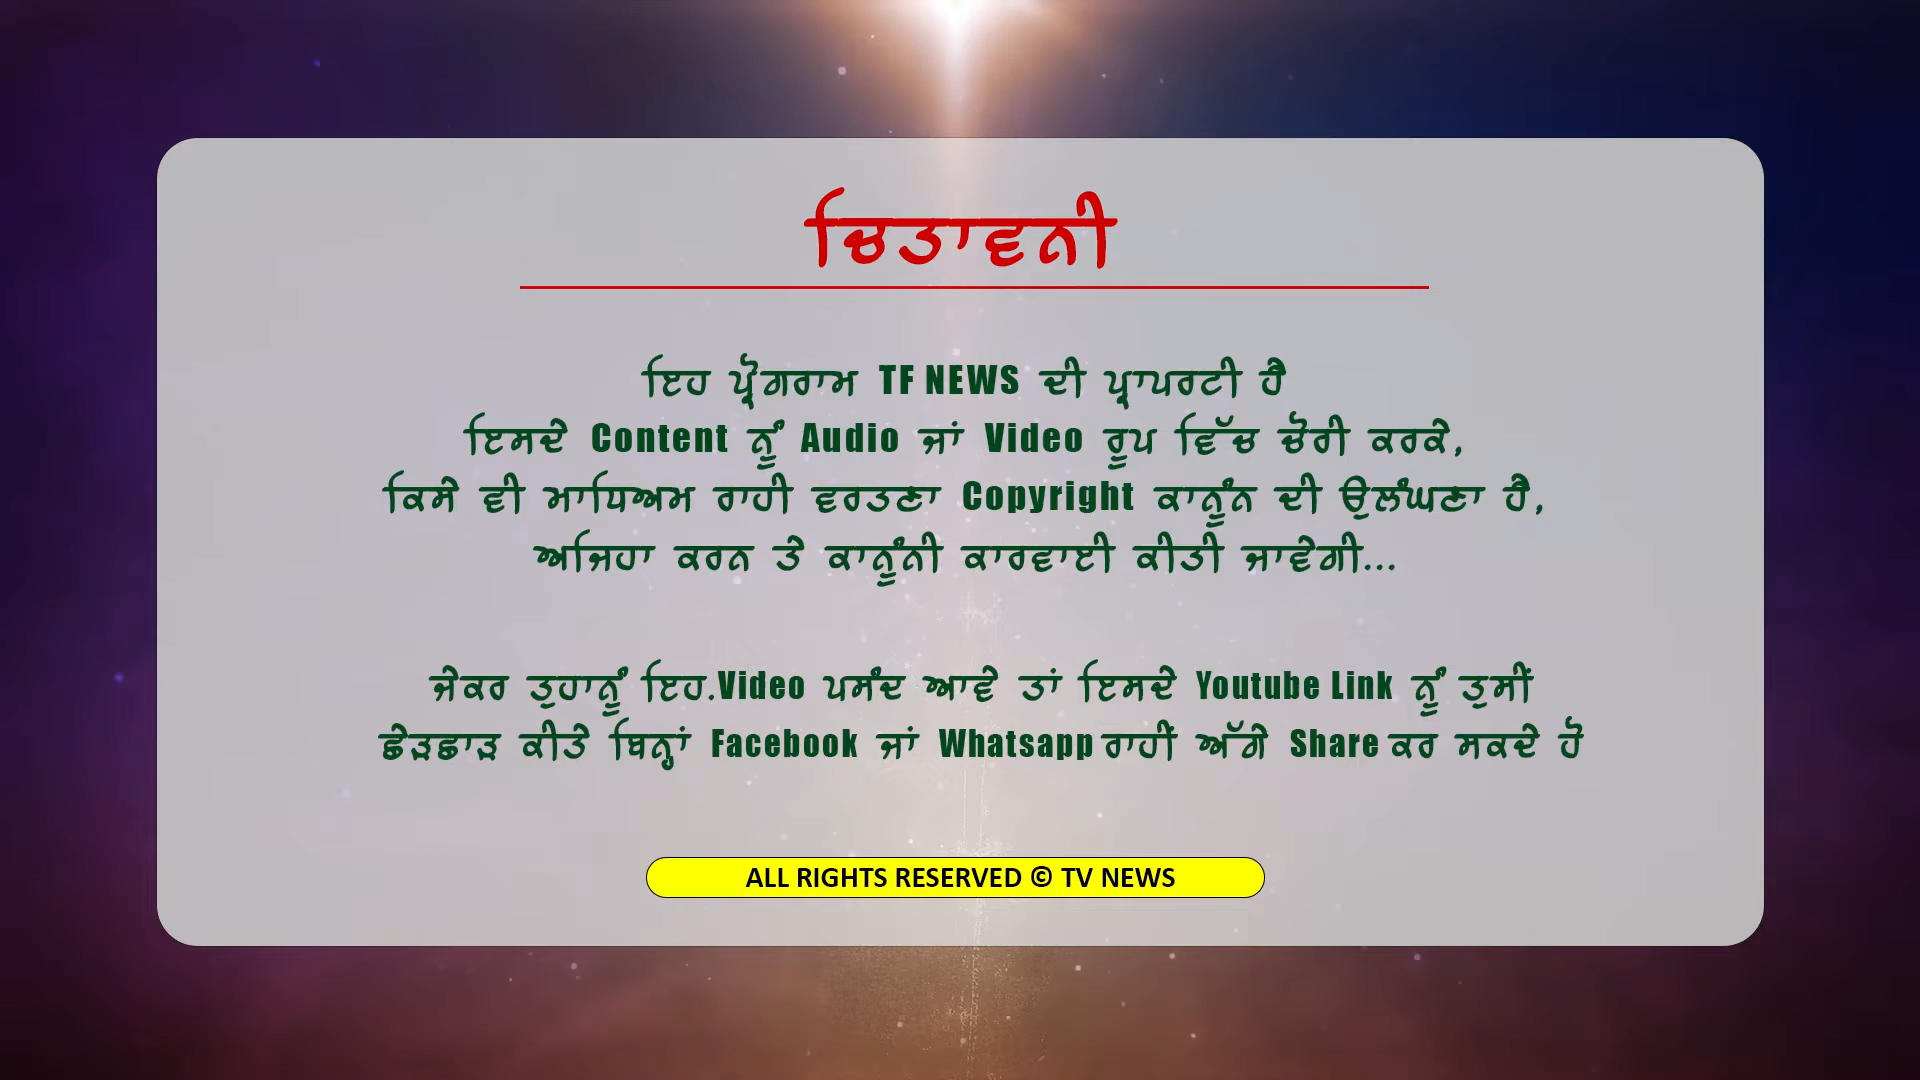 ਚਿਤਾਵਨੀ
ਇਹ ਪ੍ਰੋਗਰਾਮ TF NEWS ਦੀ ਪ੍ਰਾਪਰਟੀ ਹੈ
ਇਸਦੇ Content ਨੂੰ Audio ਜਾਂ Video ਰੂਪ ਵਿੱਚ ਚੋਰੀ ਕਰਕੇ,
ਕਿਸੇ ਵੀ ਮਾਧਿਅਮ ਰਾਹੀ ਵਰਤਣਾ Copyright ਕਾਨੂੰਨ ਦੀ ਉਲੰਘਣਾ ਹੈ,
ਅਜਿਹਾ ਕਰਨ ਤੇ ਕਾਨੂੰਨੀ ਕਾਰਵਾਈ ਕੀਤੀ ਜਾਵੇਗੀ...
ਜੇਕਰ ਤੁਹਾਨੂੰ ਇਹ.Video ਪਸੰਦ ਆਵੇ ਤਾਂ ਇਸਦੇ Youtube Link ਨੂੰ ਤੁਸੀਂ
ਛੇੜਛਾੜ ਕੀਤੇ ਬਿਨ੍ਹਾਂ Facebook ਜਾਂ Whatsapp ਰਾਹੀਂ ਅੱਗੇ Share ਕਰ ਸਕਦੇ ਹੋ
ALL RIGHTS RESERVED © TV NEWS